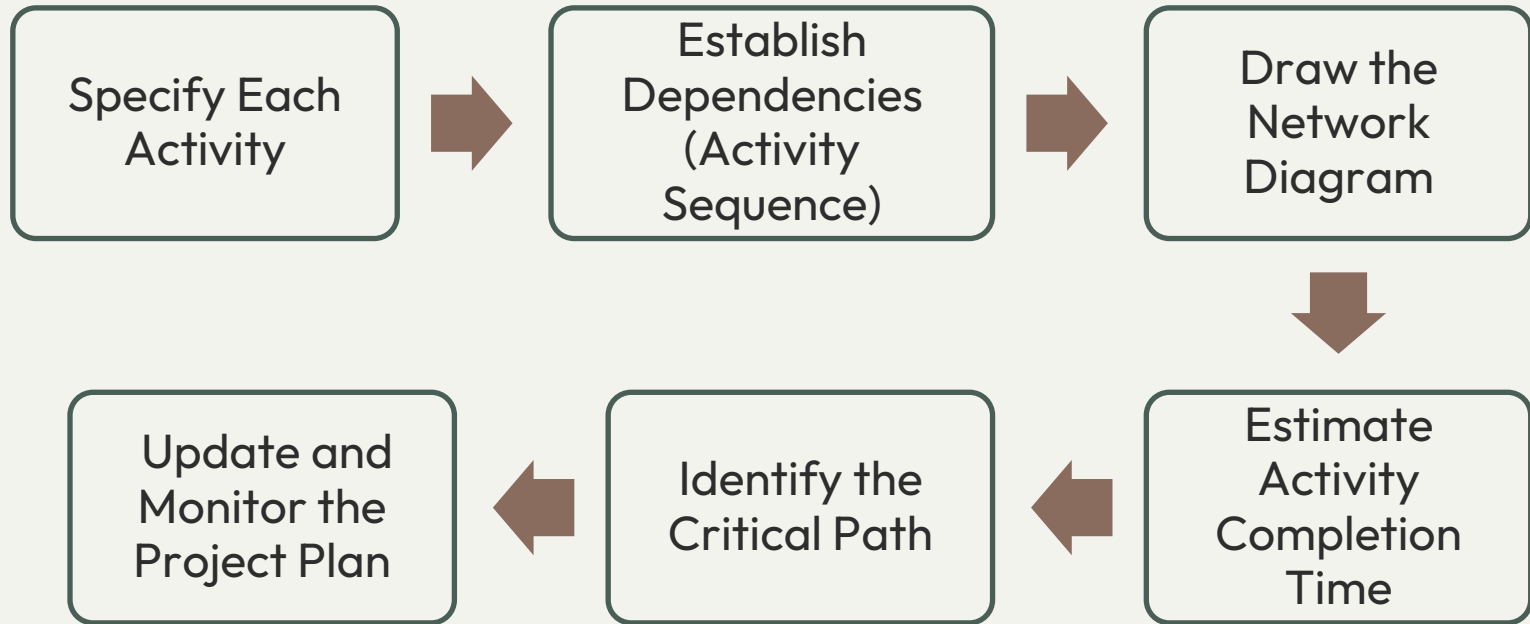 Specify Each
Activity
Establish
Dependencies
(Activity
Sequence)
Draw the
Network
Diagram
Estimate
Activity
Completion
Time
Identify the
Critical Path
Update and
Monitor the
Project Plan